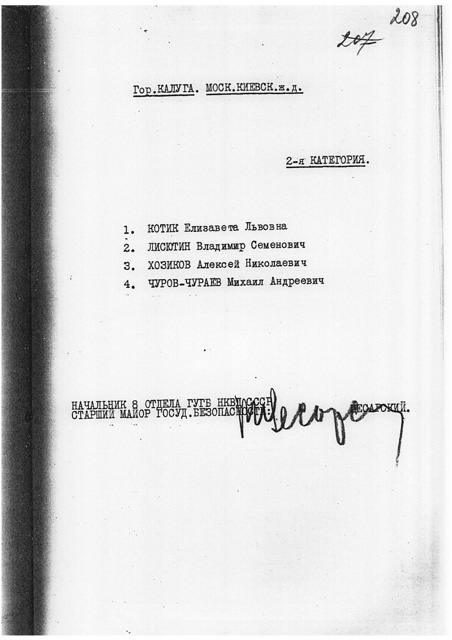 208
207
Гор.КАЛУГА. МОСК.КИЕВСК.ж.д.
2-я КАТЕГОРИЯ.
1. КОТИК Елизавета Львовна
2. ЛИСЮТИН Владимир Семенович
3. ХОЗИКОВ Алексей Николаевич
4. ЧУРОВ-ЧУРАЕВ Михаил Андреевич
НАЧАЛЬНИК 8 ОТДЕЛА ГУГБ НКВД СССР
СТАРШИЙ МАЙОР ГОСУД.БЕЗОПАСНОСТИ: ЦЕСАРСКИЙ.